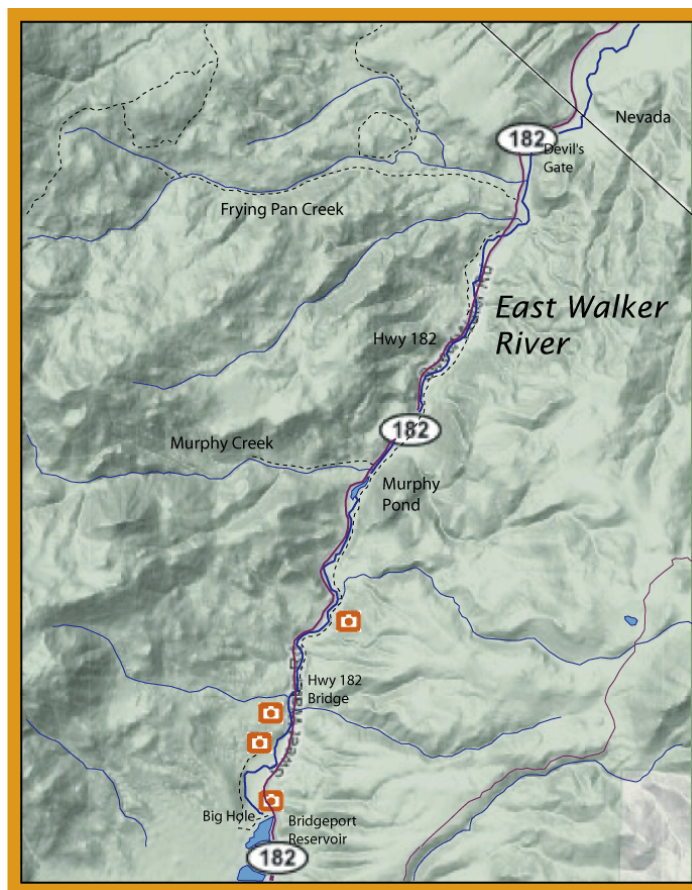 Nevada
182
Devil's
Gate
Frying Pan Creek
East Walker
River
Hwy 182
182
Murphy Creek
Murphy
Pond
Hwy 182
Bridge
Big Hole
Bridgeport
Reservoir
182